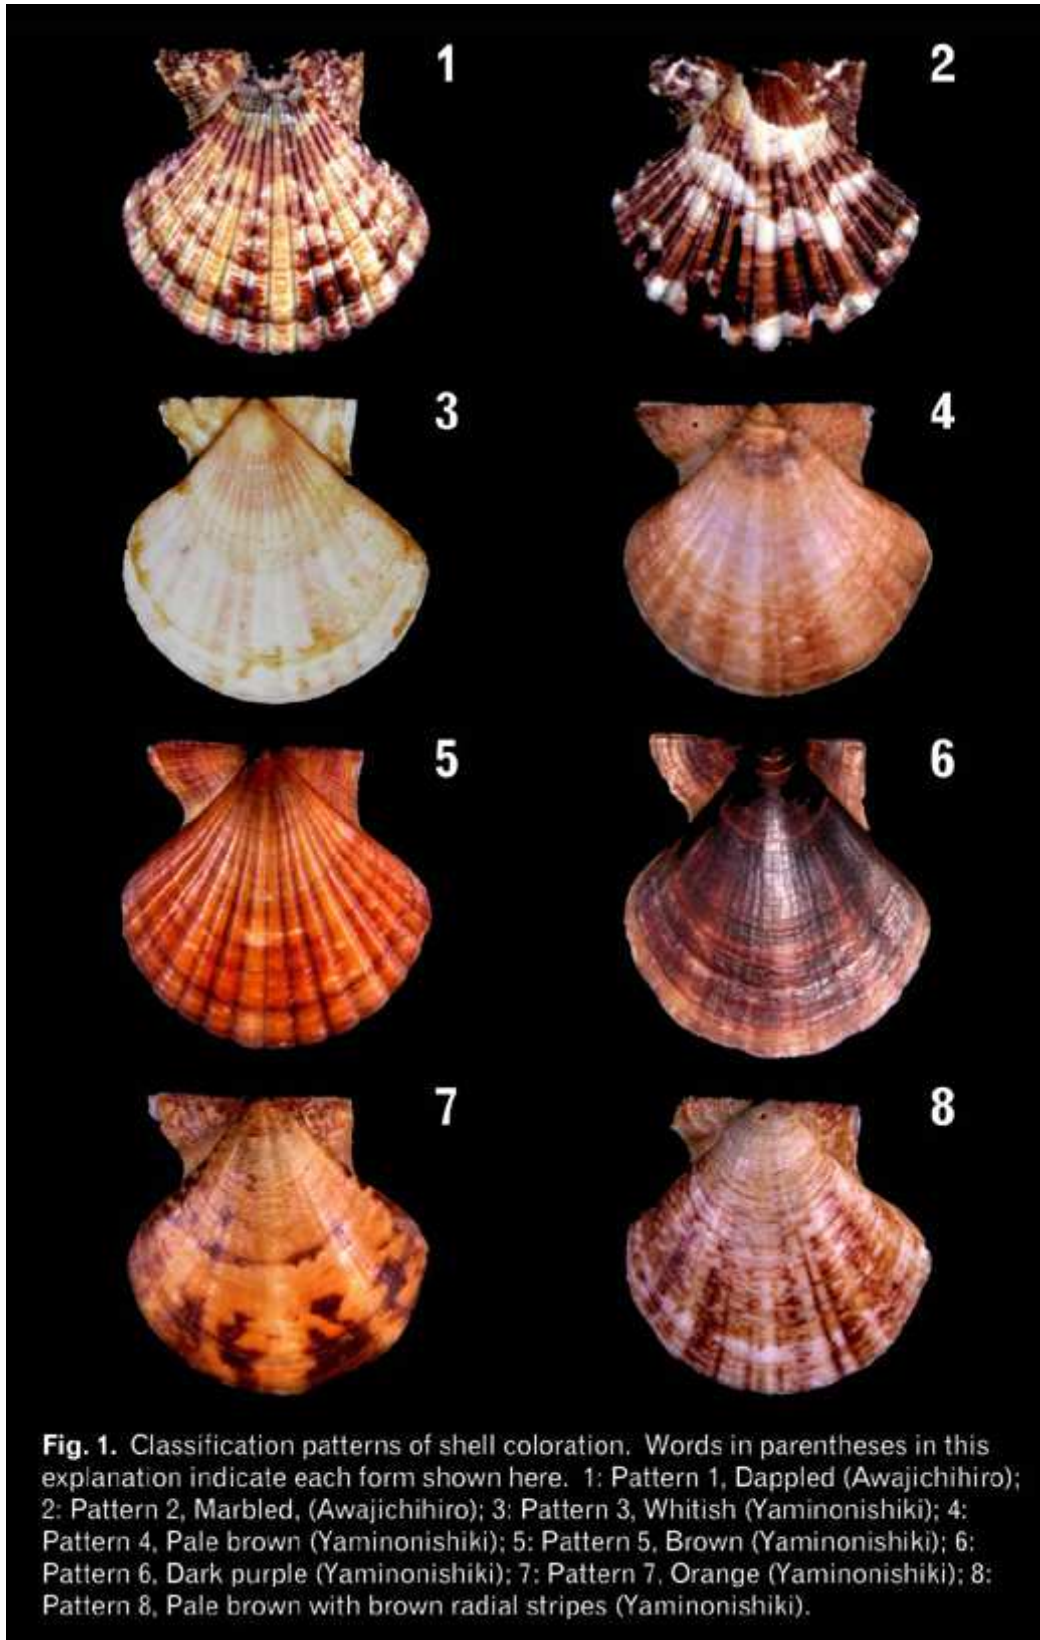 1
2
3
4
5
6
7
8
Fig. 1. Classification patterns of shell coloration. Words in parentheses in this
explanation indicate each form shown here. 1: Pattern 1, Dappled (Awajichihiro);
2: Pattern 2, Marbled, (Awajichihiro); 3: Pattern 3, Whitish (Yaminonishiki); 4:
Pattern 4, Pale brown (Yaminonishiki); 5: Pattern 5, Brown (Yaminonishiki); 6:
Pattern 6, Dark purple (Yaminonishiki); 7: Pattern 7, Orange (Yaminonishiki); 8:
Pattern 8, Pale brown with brown radial stripes (Yaminonishiki).